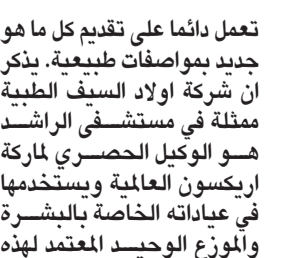 تعمل دائما على تقديم كل ما هو
جديد بمواصفات طبيعية. يذكر
ان شركة اولاد السيف الطبية
ممثلة في مستشفى الراشد
هو الوكيل الحصري لماركة
اريكسون العالمية ويستخدمها
في عياداته الخاصة بالبشرة
والموزع الوحيد المعتمد لهذه